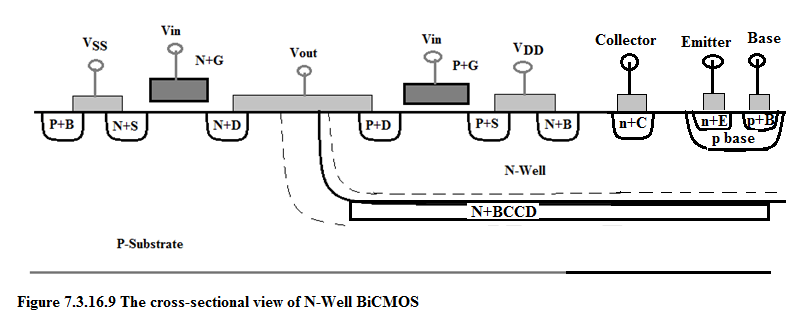 Vin
VSS
N+G
Vout
Vin
P+G
VDD
Collector
Emitter
Base
P+B
N+S
N+D
P+D
P+S
N+B
n+C
n+E
p+B
p base
N-Well
N+BCCD
P-Substrate
Figure 7.3.16.9 The cross-sectional view of N-Well BiCMOS